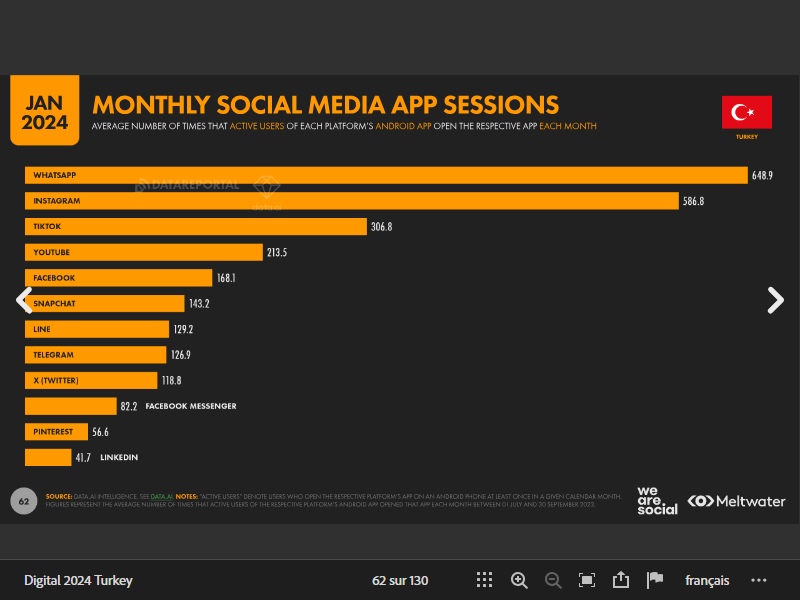 JAN
2024
MONTHLY SOCIAL MEDIA APP SESSIONS
AVERAGE NUMBER OF TIMES THAT ACTIVE USERS OF EACH PLATFORM'S ANDROID APP OPEN THE RESPECTIVE APP EACH MONTH
TURKEY
WHATSAPP 648.9
DATAREPORTAL
INSTAGRAM 586.8
data.ai
TIKTOK 306.8
YOUTUBE 213.5
FACEBOOK 168.1
SNAPCHAT 143.2
LINE 129.2
TELEGRAM 126.9
X (TWITTER) 118.8
82.2 FACEBOOK MESSENGER
PINTEREST 56.6
41.7 LINKEDIN
62
SOURCE: DATA.AI INTELLIGENCE. SEE DATA.AI. NOTES: "ACTIVE USERS" DENOTE USERS WHO OPEN THE RESPECTIVE PLATFORM'S APP ON AN ANDROID PHONE AT LEAST ONCE IN A GIVEN CALENDAR MONTH.
FIGURES REPRESENT THE AVERAGE NUMBER OF TIMES THAT ACTIVE USERS OF THE RESPECTIVE PLATFORM'S ANDROID APP OPENED THAT APP EACH MONTH BETWEEN 01 JULY AND 30 SEPTEMBER 2023.
we
are
social
Meltwater
Digital 2024 Turkey
62 sur 130
français